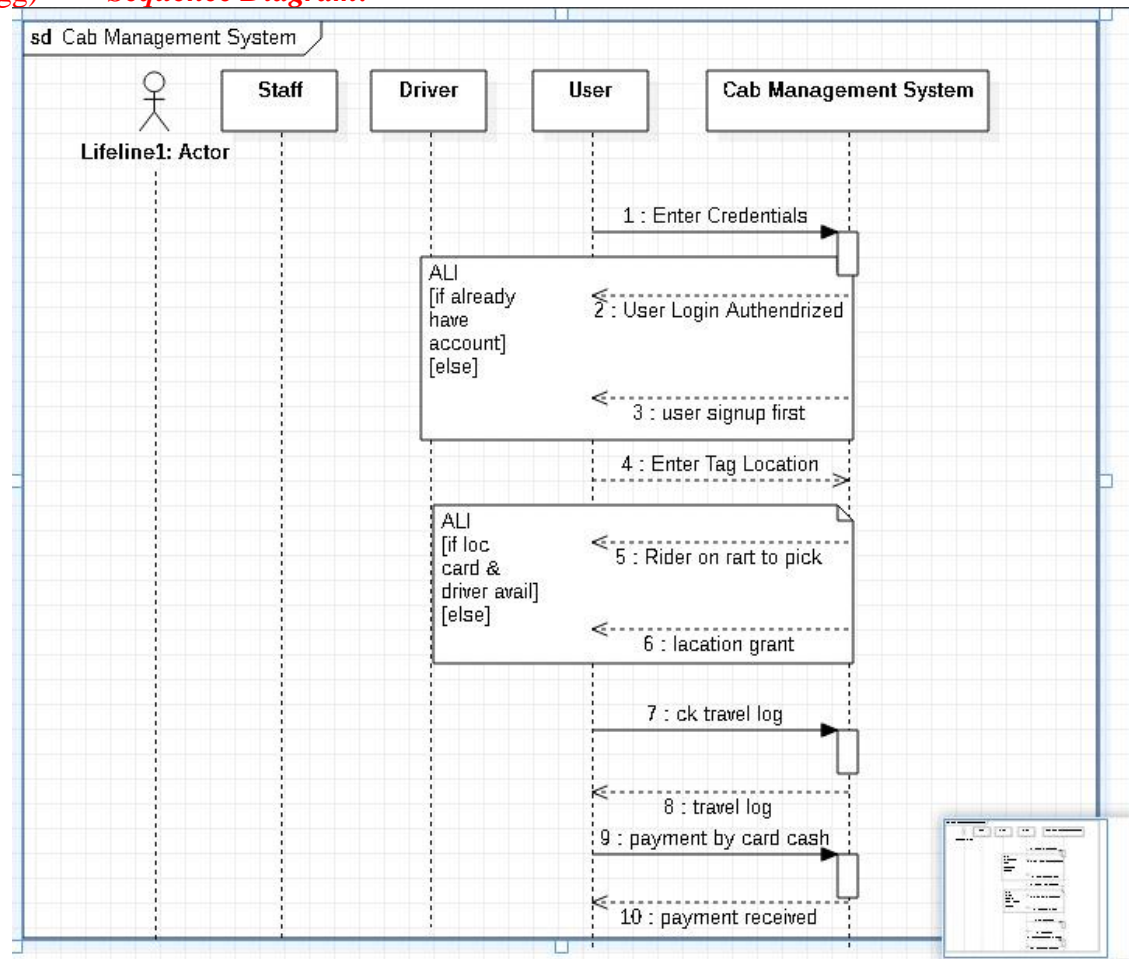 gg) Sequence Diagram:
sd Cab Management System
Staff
Driver
User
Cab Management System
Lifeline1: Actor
1 : Enter Credentials
ALI
[if already
have
account]
[else]
2 : User Login Authendrized
3 : user signup first
4 : Enter Tag Location
ALI
[if loc
card &
driver avail]
[else]
5 : Rider on rart to pick
6 : lacation grant
7 : ck travel log
8 : travel log
9 : payment by card cash
10 : payment received